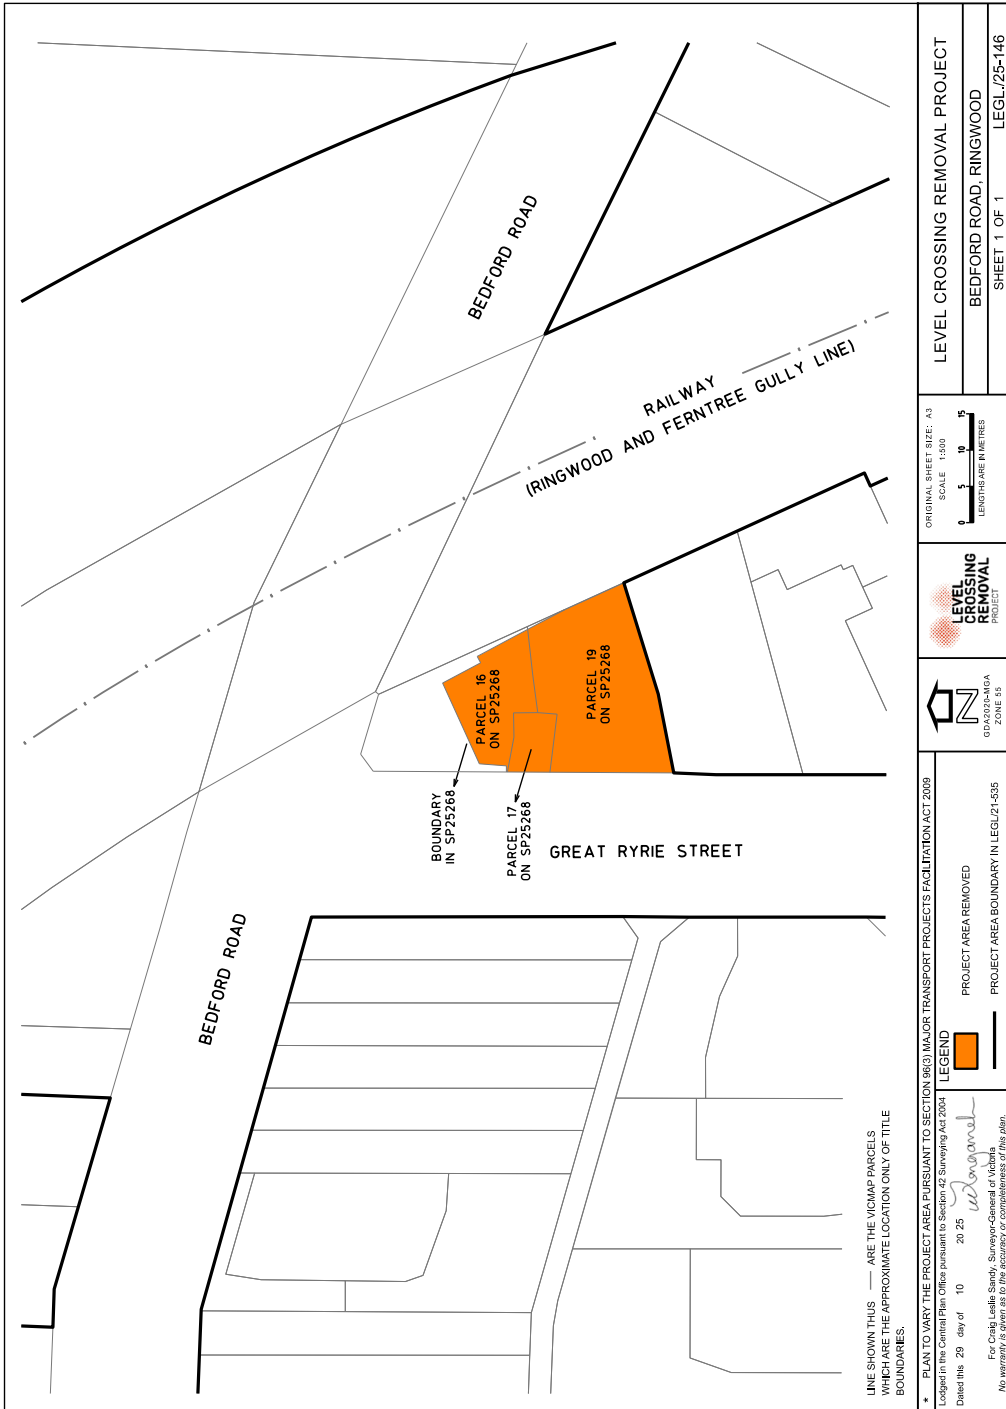 BEDFORD ROAD
RAILWAY
(RINGWOOD AND FERNTREE GULLY LINE)
PARCEL 16
ON SP25268
PARCEL 19
ON SP25268
BOUNDARY
IN SP25268
PARCEL 17
ON SP25268
GREAT RYRIE STREET
BEDFORD ROAD
LINE SHOWN THUS — ARE THE VICMAP PARCELS
WHICH ARE THE APPROXIMATE LOCATION ONLY OF TITLE
BOUNDARIES.
* PLAN TO VARY THE PROJECT AREA PURSUANT TO SECTION 96(3) MAJOR TRANSPORT PROJECTS FACILITATION ACT 2009
Lodged in the Central Plan Office pursuant to Section 42 Surveying Act 2004
Dated this 29 day of 10 20 25
For Craig Leslie Sandy, Surveyor-General of Victoria
No warranty is given as to the accuracy or completeness of this plan.
LEGEND
PROJECT AREA REMOVED
PROJECT AREA BOUNDARY IN LEGL/21-535
N
GDA2020-MGA
ZONE 55
LEVEL
CROSSING
REMOVAL
PROJECT
ORIGINAL SHEET SIZE: A3
SCALE 1:500
0 5 10 15
LENGTHS ARE IN METRES
LEVEL CROSSING REMOVAL PROJECT
BEDFORD ROAD, RINGWOOD
SHEET 1 OF 1 LEGL./25-146